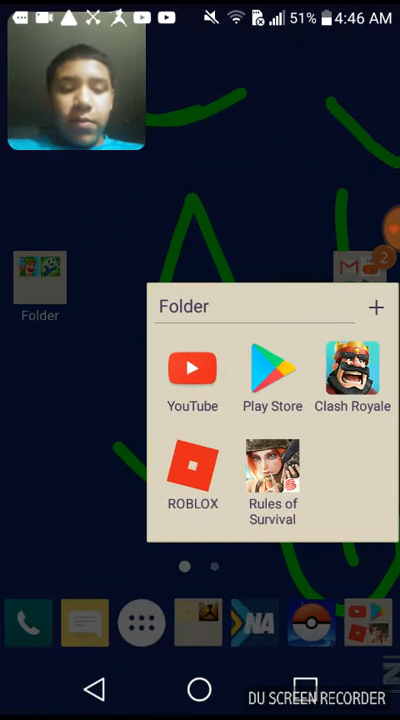 51% 4:46 AM
2
Folder
Folder +
YouTube Play Store Clash Royale
ROBLOX Rules of
Survival
NA
DU SCREEN RECORDER